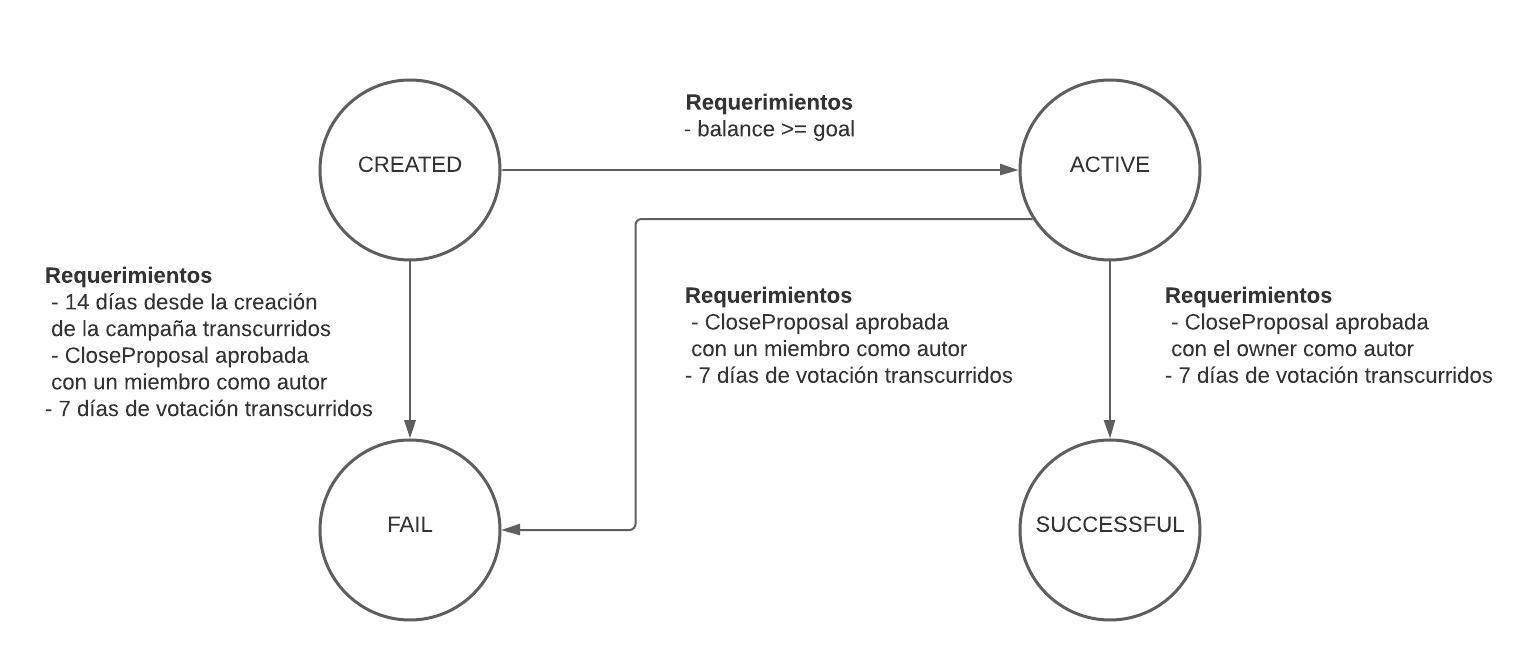 Requerimientos
- balance >= goal
CREATED
ACTIVE
Requerimientos
- 14 días desde la creación
de la campaña transcurridos
- CloseProposal aprobada
con un miembro como autor
- 7 días de votación transcurridos
Requerimientos
- CloseProposal aprobada
con un miembro como autor
- 7 días de votación transcurridos
Requerimientos
- CloseProposal aprobada
con el owner como autor
- 7 días de votación transcurridos
FAIL
SUCCESSFUL